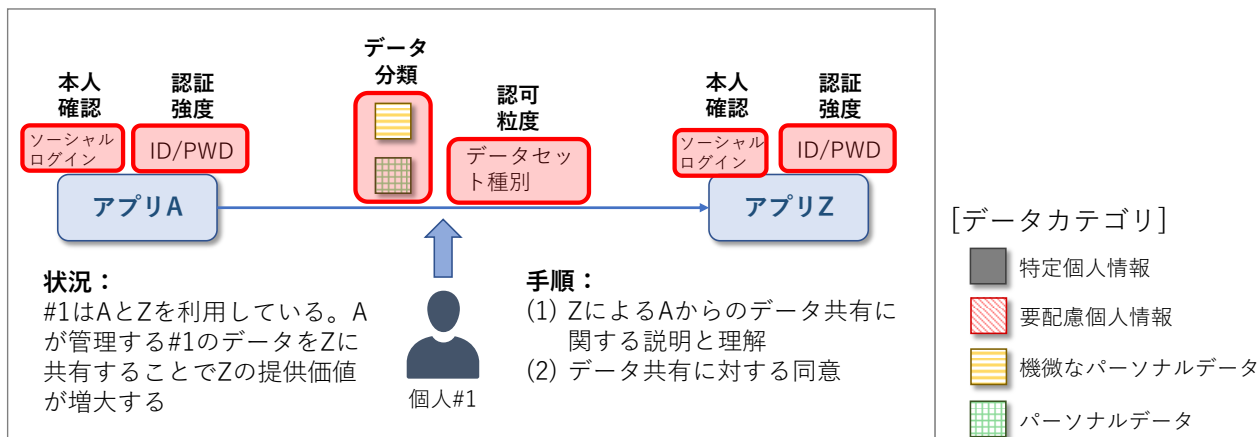 データ
分類
本人
確認
認証
強度
認可
粒度
本人
確認
認証
強度
ソーシャル
ログイン
ID/PWD
データセッ
ト種別
ソーシャル
ログイン
ID/PWD
アプリA
アプリZ
状況：
#1はAとZを利用している。A
が管理する#1のデータをZに
共有することでZの提供価値
が増大する
個人#1
手順：
(1) ZによるAからのデータ共有に
関する説明と理解
(2) データ共有に対する同意
[データカテゴリ]
特定個人情報
要配慮個人情報
機微なパーソナルデータ
パーソナルデータ